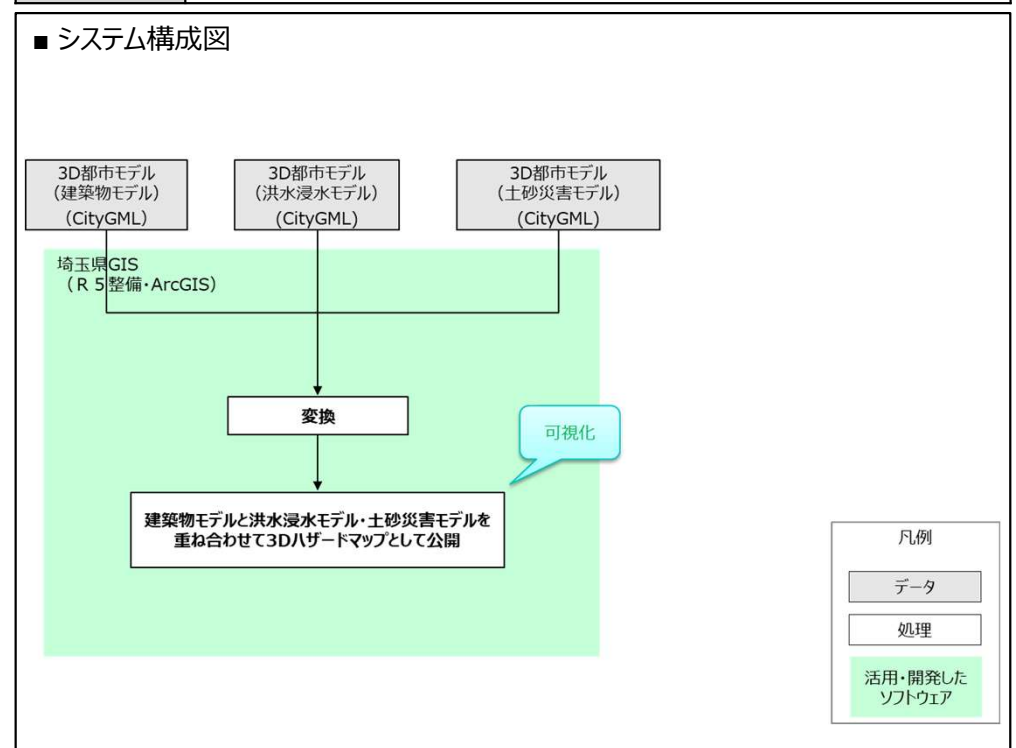 ■ システム構成図
3D都市モデル
（建築物モデル）
（CityGML）
3D都市モデル
（洪水浸水モデル）
（CityGML）
3D都市モデル
（土砂災害モデル）
（CityGML）
埼玉県GIS
（Ｒ５整備・ArcGIS）
変換
可視化
建築物モデルと洪水浸水モデル・土砂災害モデルを
重ね合わせて3Dハザードマップとして公開
凡例
データ
処理
活用・開発した
ソフトウェア